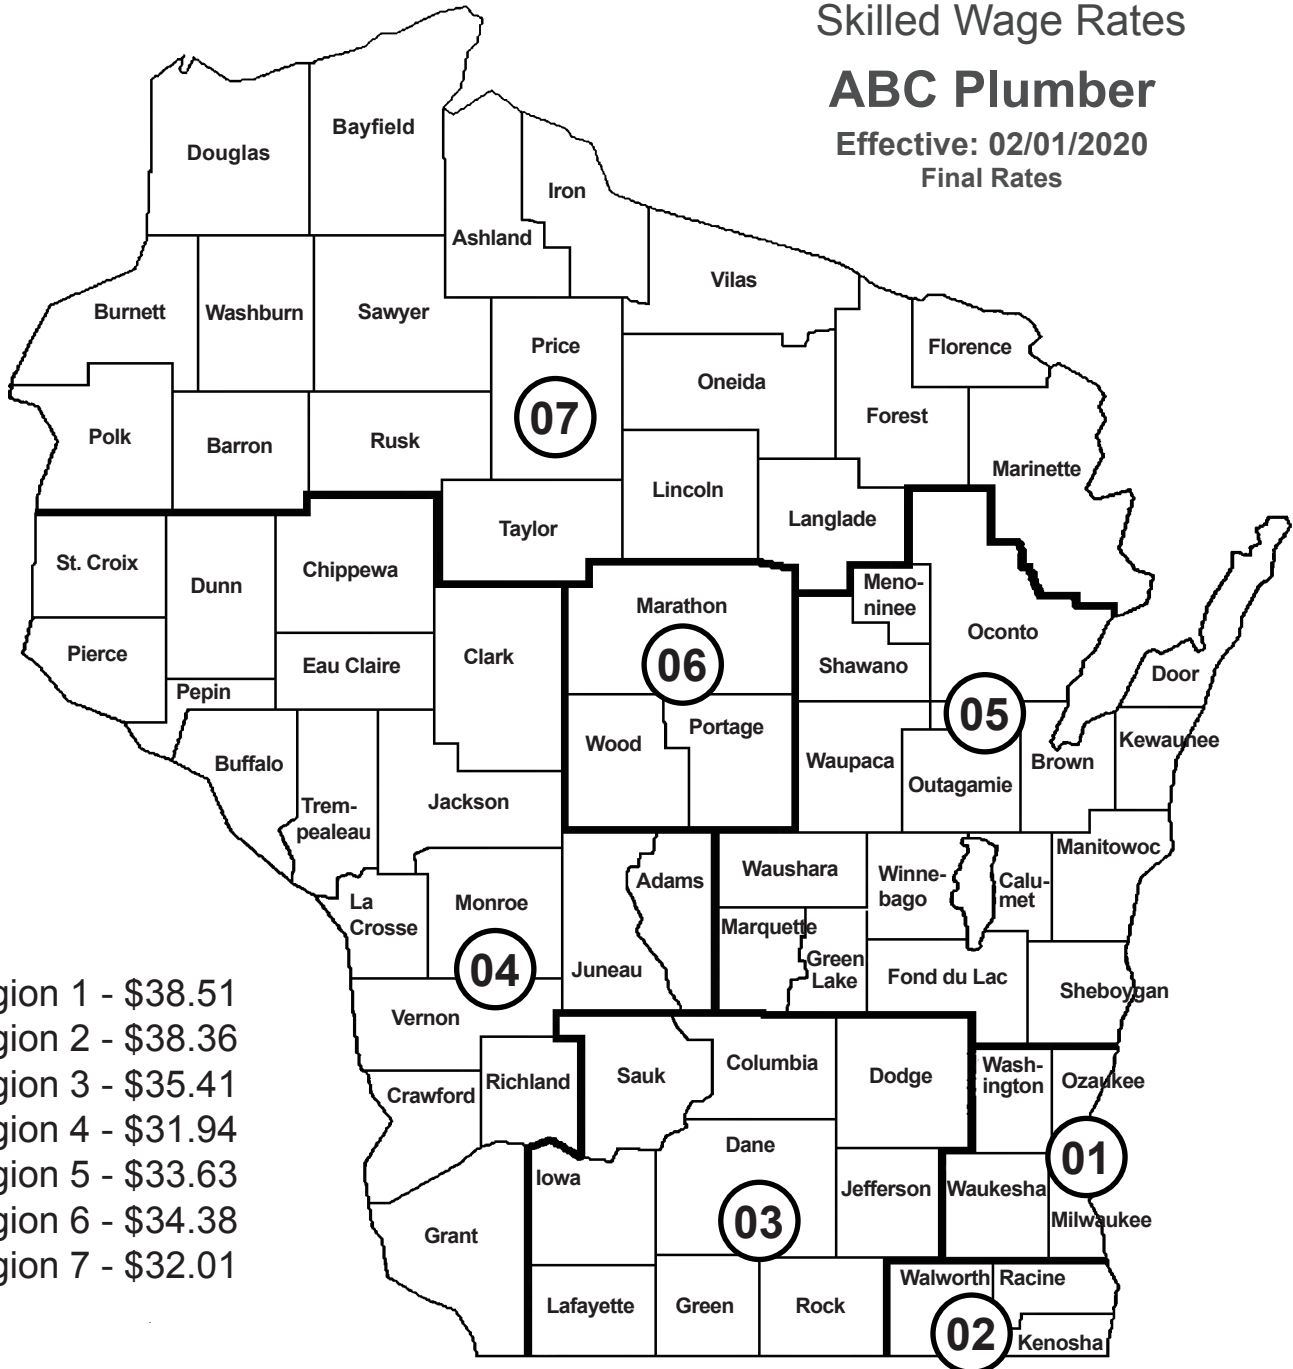 Skilled Wage Rates
ABC Plumber
Effective: 02/01/2020
Final Rates
Douglas
Bayfield
Iron
Ashland
Vilas
Burnett
Washburn
Sawyer
Price
Florence
Oneida
07
Forest
Polk
Barron
Rusk
Marinette
Lincoln
Langlade
Taylor
St. Croix
Chippewa
Dunn
Meno-
ninee
Marathon
Oconto
Pierce
Eau Claire
Clark
06
Shawano
Door
Pepin
05
Portage
Wood
Kewaunee
Buffalo
Waupaca
Brown
Outagamie
Trem-
pealeau
Jackson
Manitowoc
Waushara
Winne-
bago
Calu-
met
Adams
La
Crosse
Monroe
Marquette
04
Juneau
Green
Lake
Fond du Lac
Sheboygan
gion 1 - $38.51
gion 2 - $38.36
gion 3 - $35.41
gion 4 - $31.94
gion 5 - $33.63
gion 6 - $34.38
gion 7 - $32.01
Vernon
Columbia
Wash-
ington
Sauk
Dodge
Richland
Ozaukee
Crawford
Dane
01
Iowa
Jefferson
Waukesha
03
Milwaukee
Grant
Walworth
Racine
Lafayette
Green
Rock
02
Kenosha